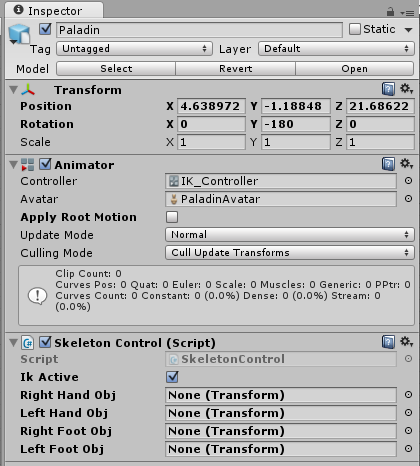 Inspector
Paladin Static
Tag Untagged Layer Default
Model Select Revert Open
Transform
Position X 4.638972 Y -1.18848 Z 21.68622
Rotation X 0 Y -180 Z 0
Scale X 1 Y 1 Z 1
Animator
Controller IK_Controller
Avatar PaladinAvatar
Apply Root Motion
Update Mode Normal
Culling Mode Cull Update Transforms
Clip Count: 0
Curves Pos: 0 Quat: 0 Euler: 0 Scale: 0 Muscles: 0 Generic: 0 PPtr: 0
Curves Count: 0 Constant: 0 (0.0%) Dense: 0 (0.0%) Stream: 0
(0.0%)
Skeleton Control (Script)
Script SkeletonControl
Ik Active
Right Hand Obj None (Transform)
Left Hand Obj None (Transform)
Right Foot Obj None (Transform)
Left Foot Obj None (Transform)